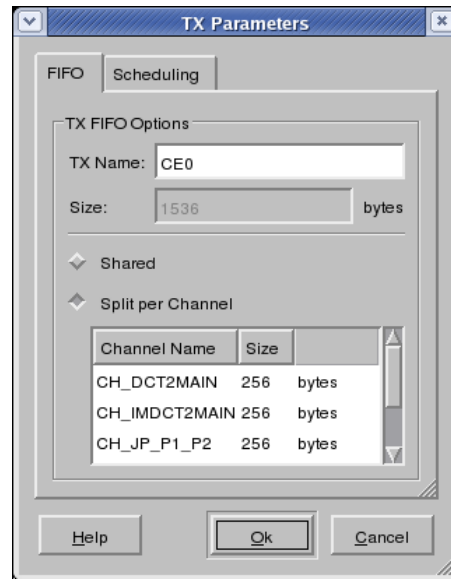 TX Parameters
FIFO Scheduling
TX FIFO Options
TX Name: CE0
Size: 1536 bytes
Shared
Split per Channel
Channel Name Size
CH_DCT2MAIN 256 bytes
CH_IMDCT2MAIN 256 bytes
CH_JP_P1_P2 256 bytes
Help Ok Cancel